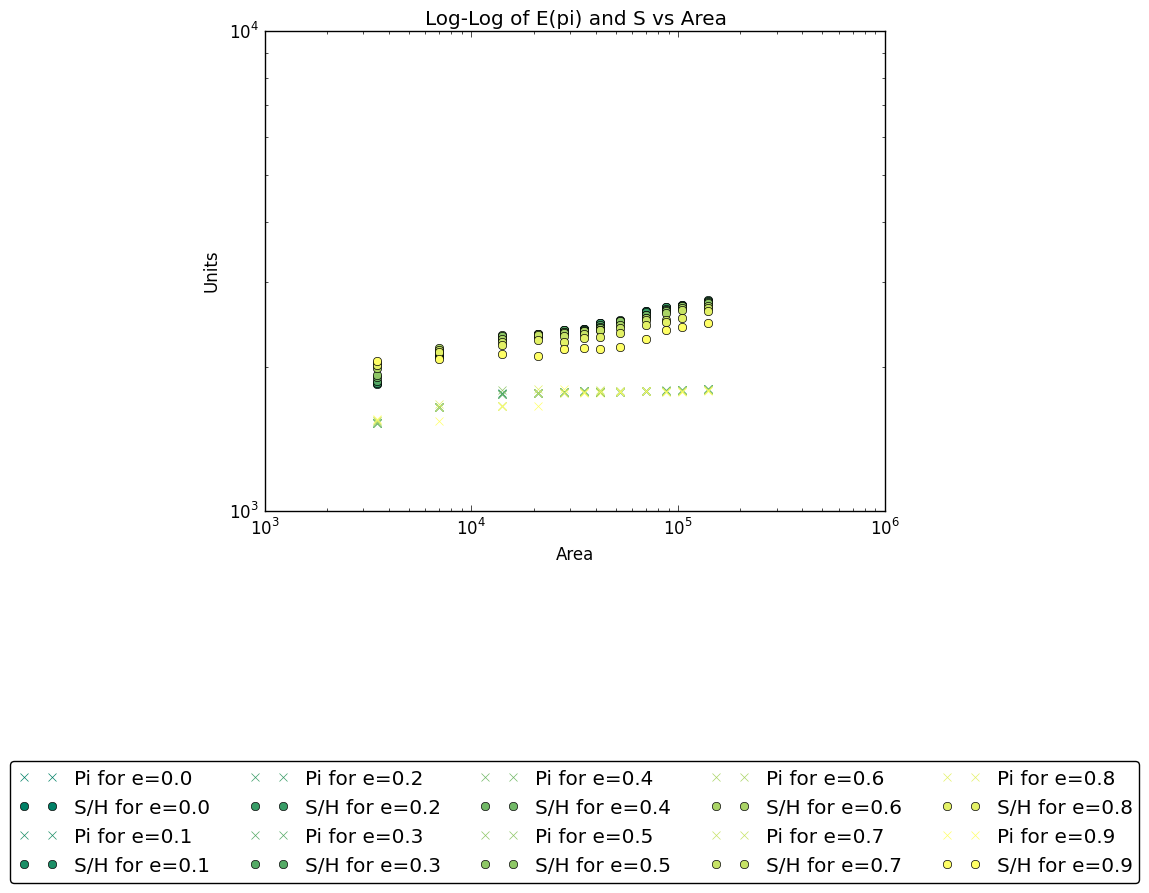 Log-Log of E(pi) and S vs Area
10^4
Units
10^3
10^3 10^4 10^5 10^6
Area
Pi for e=0.0 Pi for e=0.2 Pi for e=0.4 Pi for e=0.6 Pi for e=0.8
S/H for e=0.0 S/H for e=0.2 S/H for e=0.4 S/H for e=0.6 S/H for e=0.8
Pi for e=0.1 Pi for e=0.3 Pi for e=0.5 Pi for e=0.7 Pi for e=0.9
S/H for e=0.1 S/H for e=0.3 S/H for e=0.5 S/H for e=0.7 S/H for e=0.9